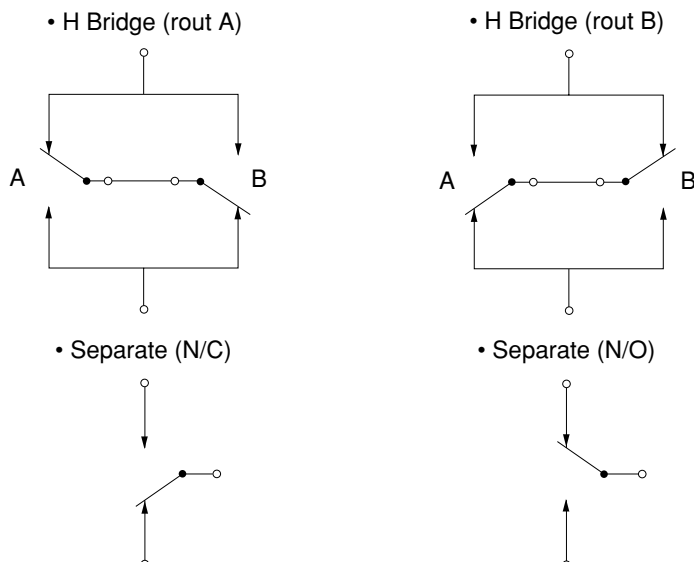 • H Bridge (rout A)
• H Bridge (rout B)
A
B
A
B
• Separate (N/C)
• Separate (N/O)